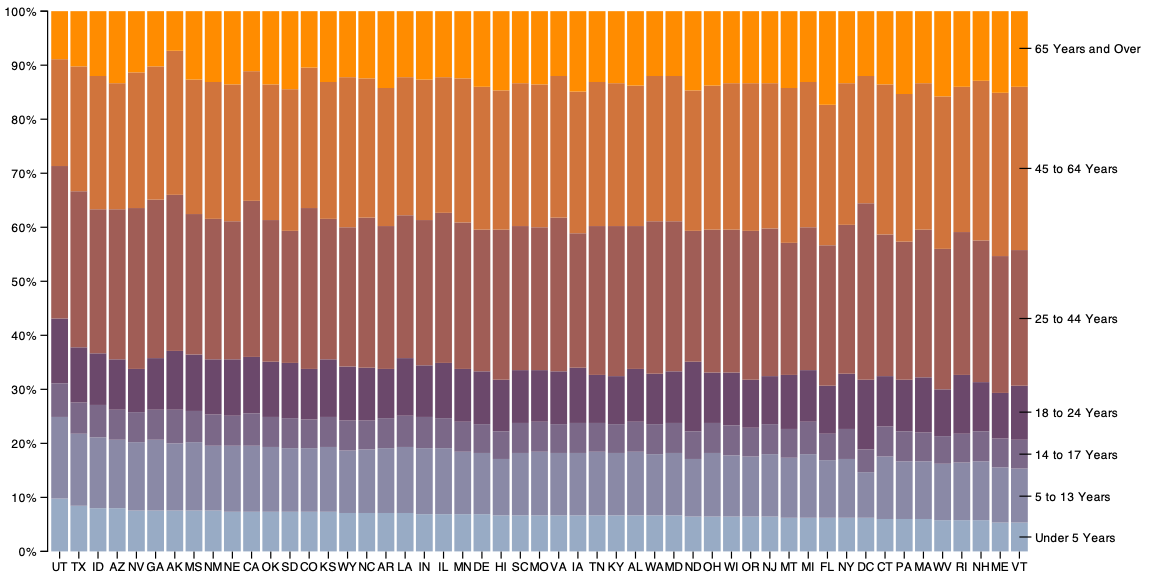 100%
90%
80%
70%
60%
50%
40%
30%
20%
10%
0%
65 Years and Over
45 to 64 Years
25 to 44 Years
18 to 24 Years
14 to 17 Years
5 to 13 Years
Under 5 Years
UT TX ID AZ NV GA AK MS NM NE CA OK SD CO KS WY NC AR LA IN IL MN DE HI SC MO VA IA TN KY AL WA MD ND OH WI OR NJ MT MI FL NY DC CT PA MA WV RI NH ME VT